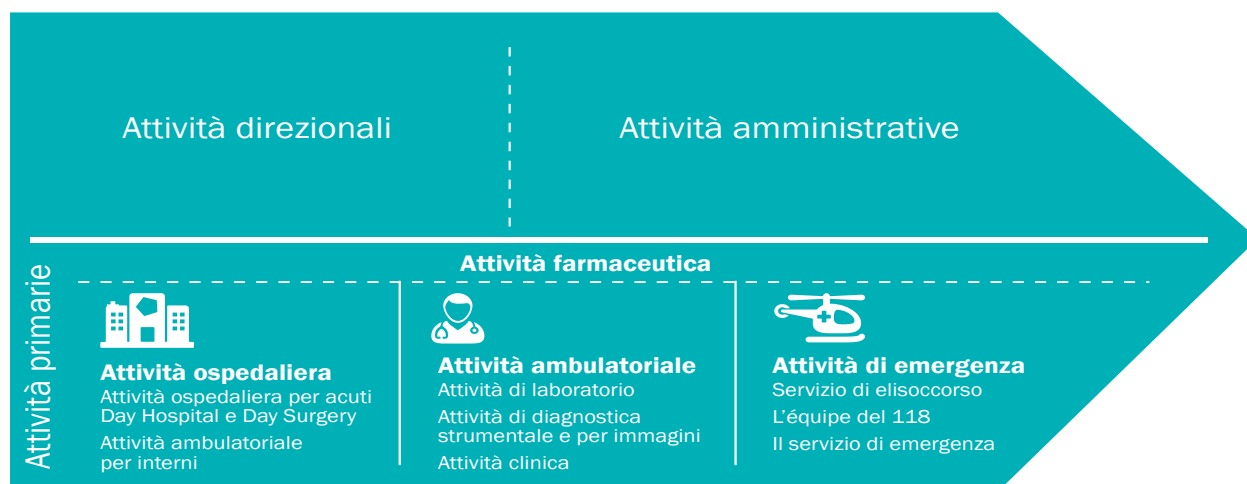 Attività direzionali
Attività amministrative
Attività primarie
Attività farmaceutica
Attività ospedaliera
Attività ospedaliera per acuti
Day Hospital e Day Surgery
Attività ambulatoriale
per interni
Attività ambulatoriale
Attività di laboratorio
Attività di diagnostica
strumentale e per immagini
Attività clinica
Attività di emergenza
Servizio di elisoccorso
L'équipe del 118
Il servizio di emergenza